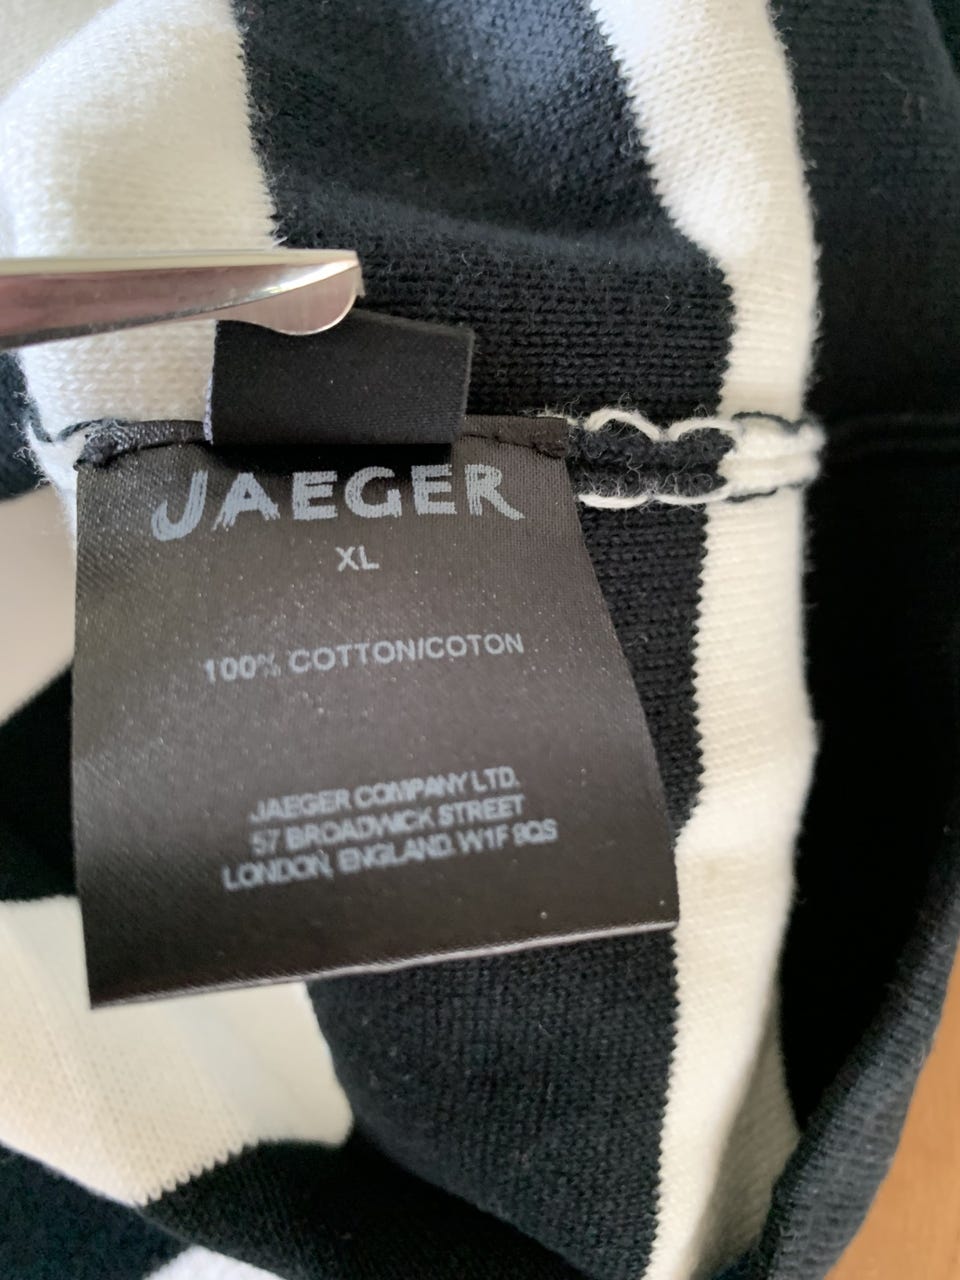 JAEGER
XL
100% COTTON/COTON
JAEGER COMPANY LTD.
57 BROADWICK STREET
LONDON, ENGLAND. W1F 9QS